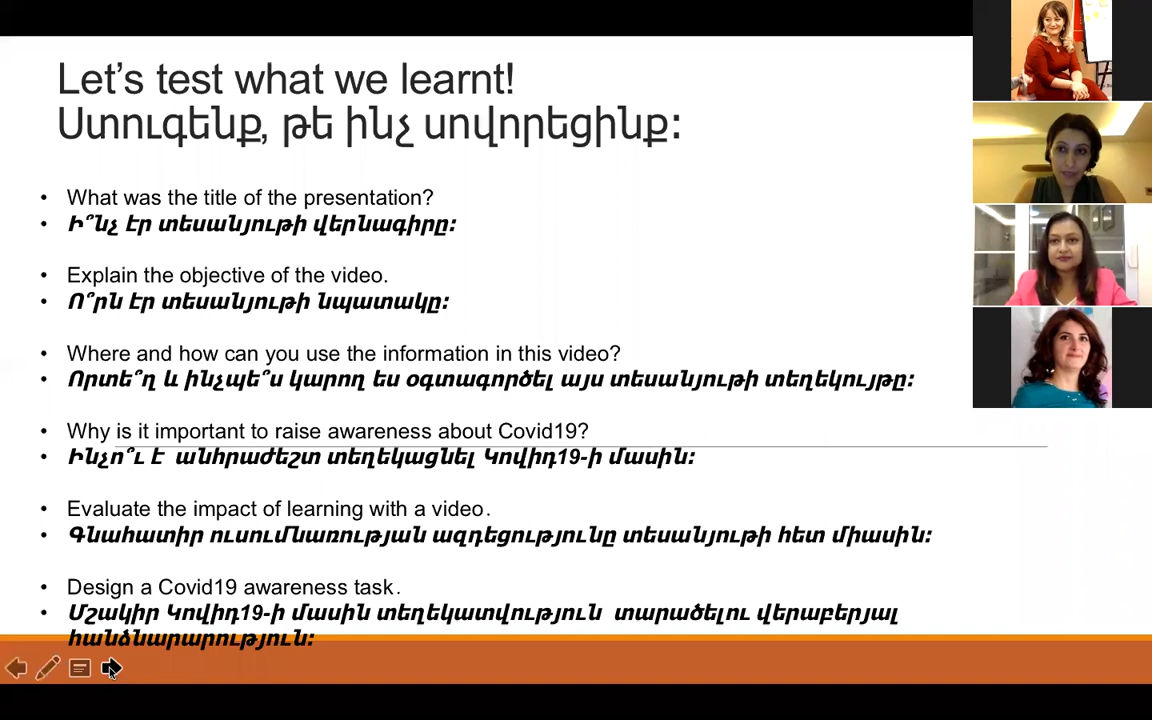 Let’s test what we learnt!
Ստուգենք, թե ինչ սովորեցինք:
• What was the title of the presentation?
• Ի՞նչ էր տեսանյութի վերնագիրը:
• Explain the objective of the video.
• Ո՞րն էր տեսանյութի նպատակը:
• Where and how can you use the information in this video?
• Որտե՞ղ և ինչպե՞ս կարող ես օգտագործել այս տեսանյութի տեղեկույթը:
• Why is it important to raise awareness about Covid19?
• Ինչո՞ւ է անհրաժեշտ տեղեկացնել Կովիդ19-ի մասին:
• Evaluate the impact of learning with a video.
• Գնահատիր ուսումնառության ազդեցությունը տեսանյութի հետ միասին:
• Design a Covid19 awareness task.
• Մշակիր Կովիդ19-ի մասին տեղեկատվություն տարածելու վերաբերյալ
հանձնարարություն: